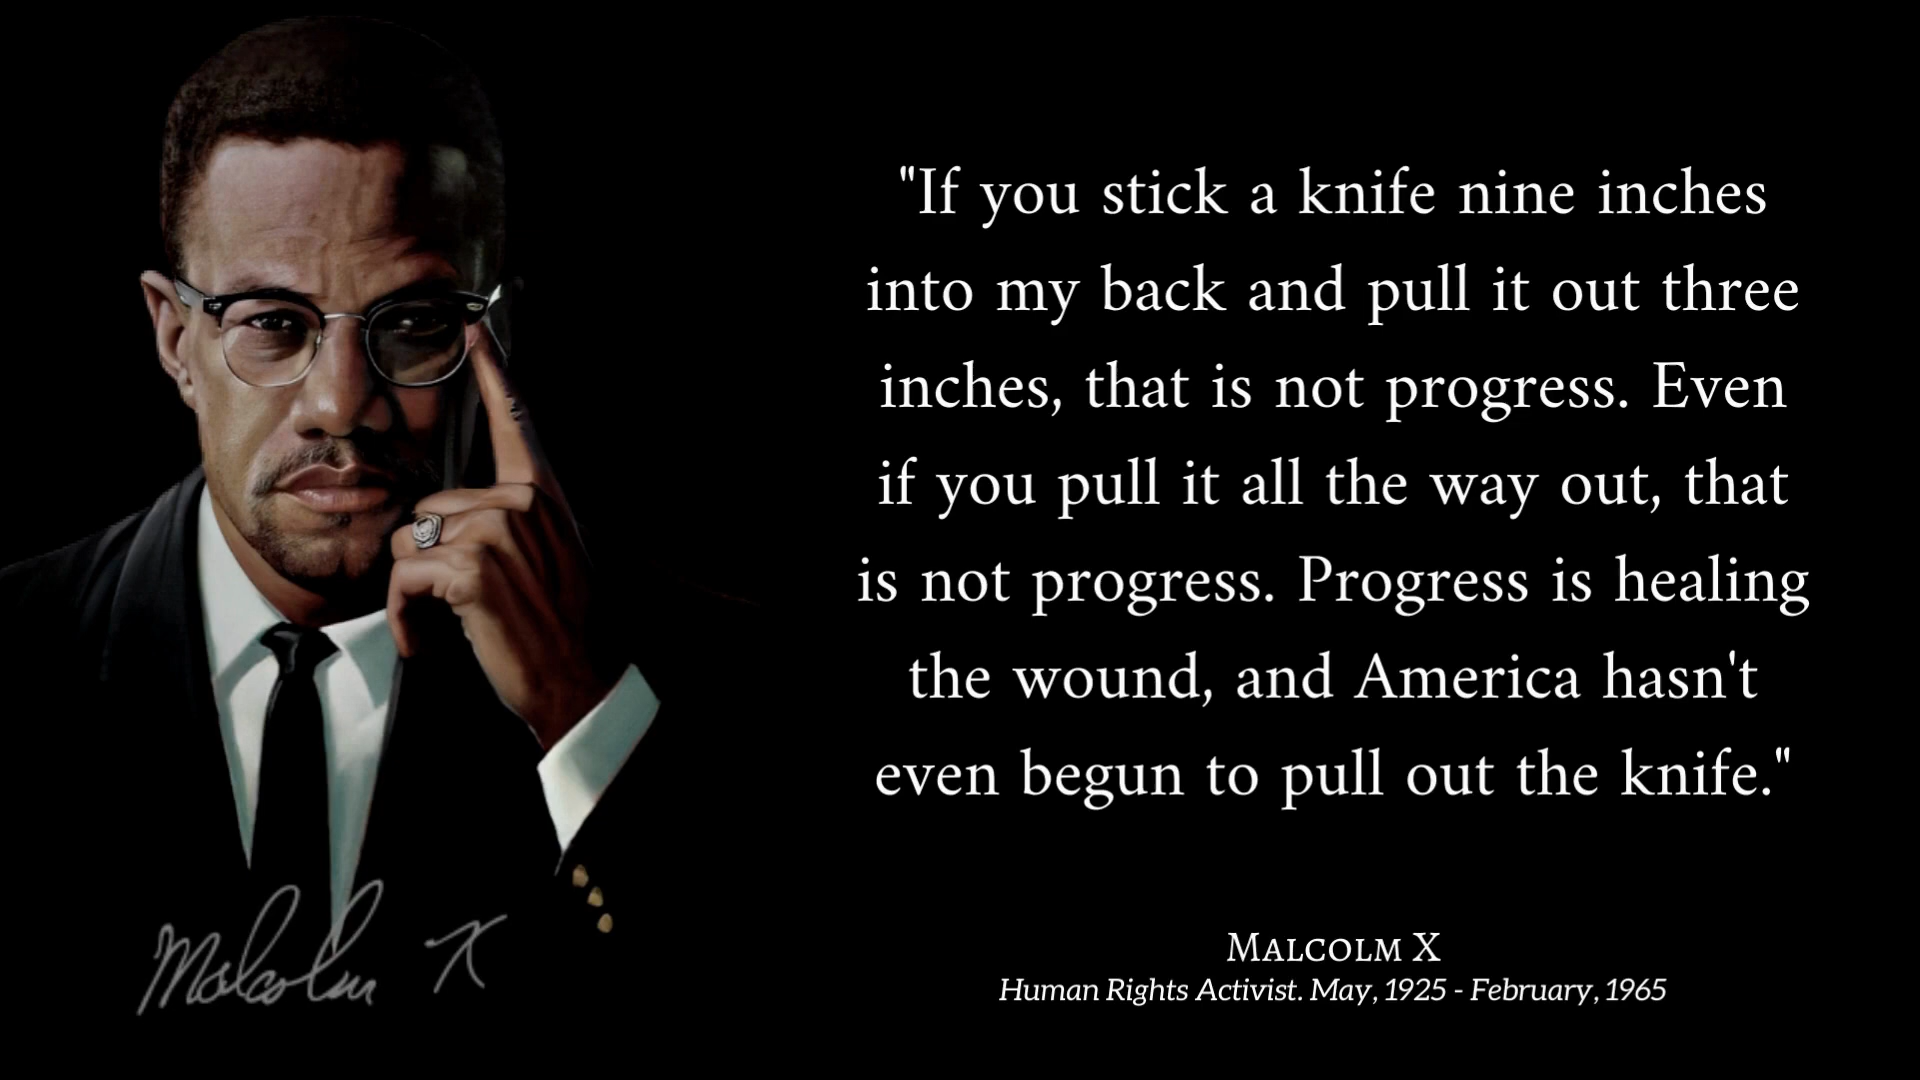 "If you stick a knife nine inches
into my back and pull it out three
inches, that is not progress. Even
if you pull it all the way out, that
is not progress. Progress is healing
the wound, and America hasn't
even begun to pull out the knife."
Malcolm X
Malcolm X
Human Rights Activist. May, 1925 - February, 1965